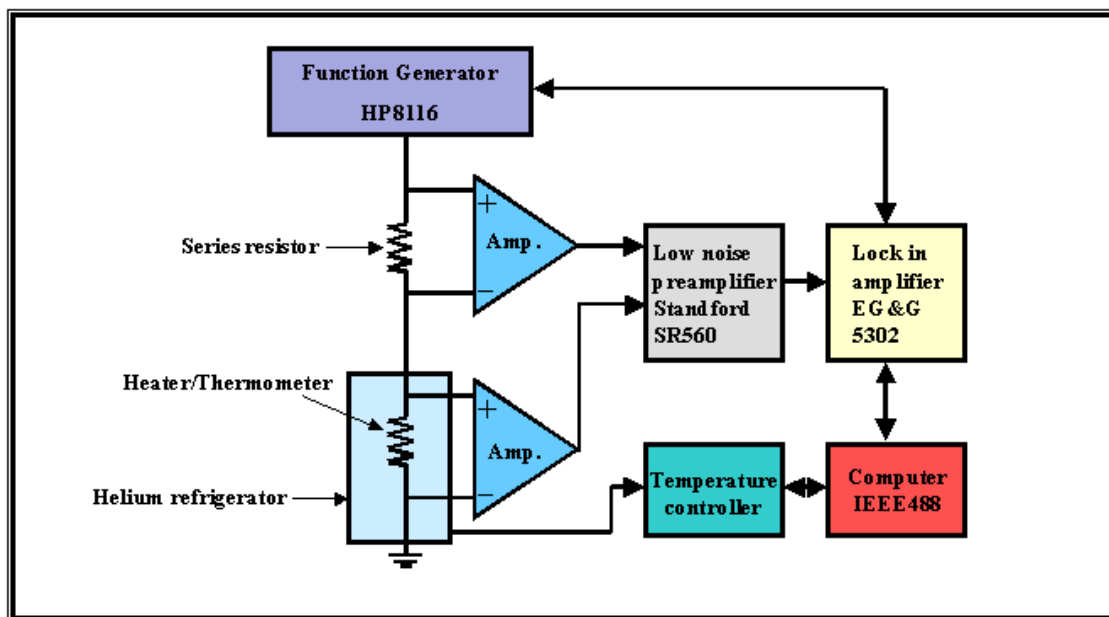 Function Generator
HP8116
+
Amp.
−
Series resistor
Low noise
preamplifier
Standford
SR560
Lock in
amplifier
EG&G
5302
Heater/Thermometer
+
Amp.
−
Helium refrigerator
Temperature
controller
Computer
IEEE488